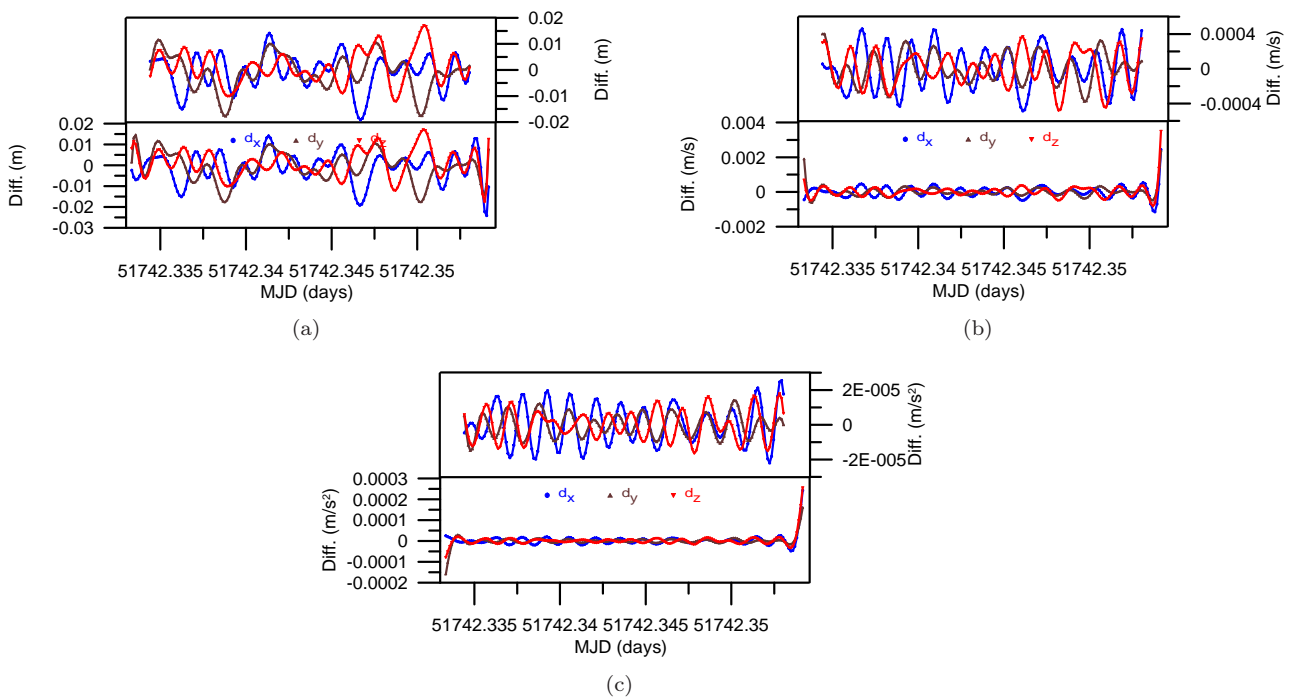 0.02
0.01
0
-0.01
-0.02
Diff. (m)
0.02
0.01
0
-0.01
-0.02
-0.03
Diff. (m)
dx dy dz
51742.335 51742.34 51742.345 51742.35
MJD (days)
(a)
0.0004
0
-0.0004
Diff. (m/s)
0.004
0.002
0
-0.002
Diff. (m/s)
dx dy dz
51742.335 51742.34 51742.345 51742.35
MJD (days)
(b)
2E-005
0
-2E-005
Diff. (m/s²)
0.0003
0.0002
0.0001
0
-0.0001
-0.0002
Diff. (m/s²)
dx dy dz
51742.335 51742.34 51742.345 51742.35
MJD (days)
(c)